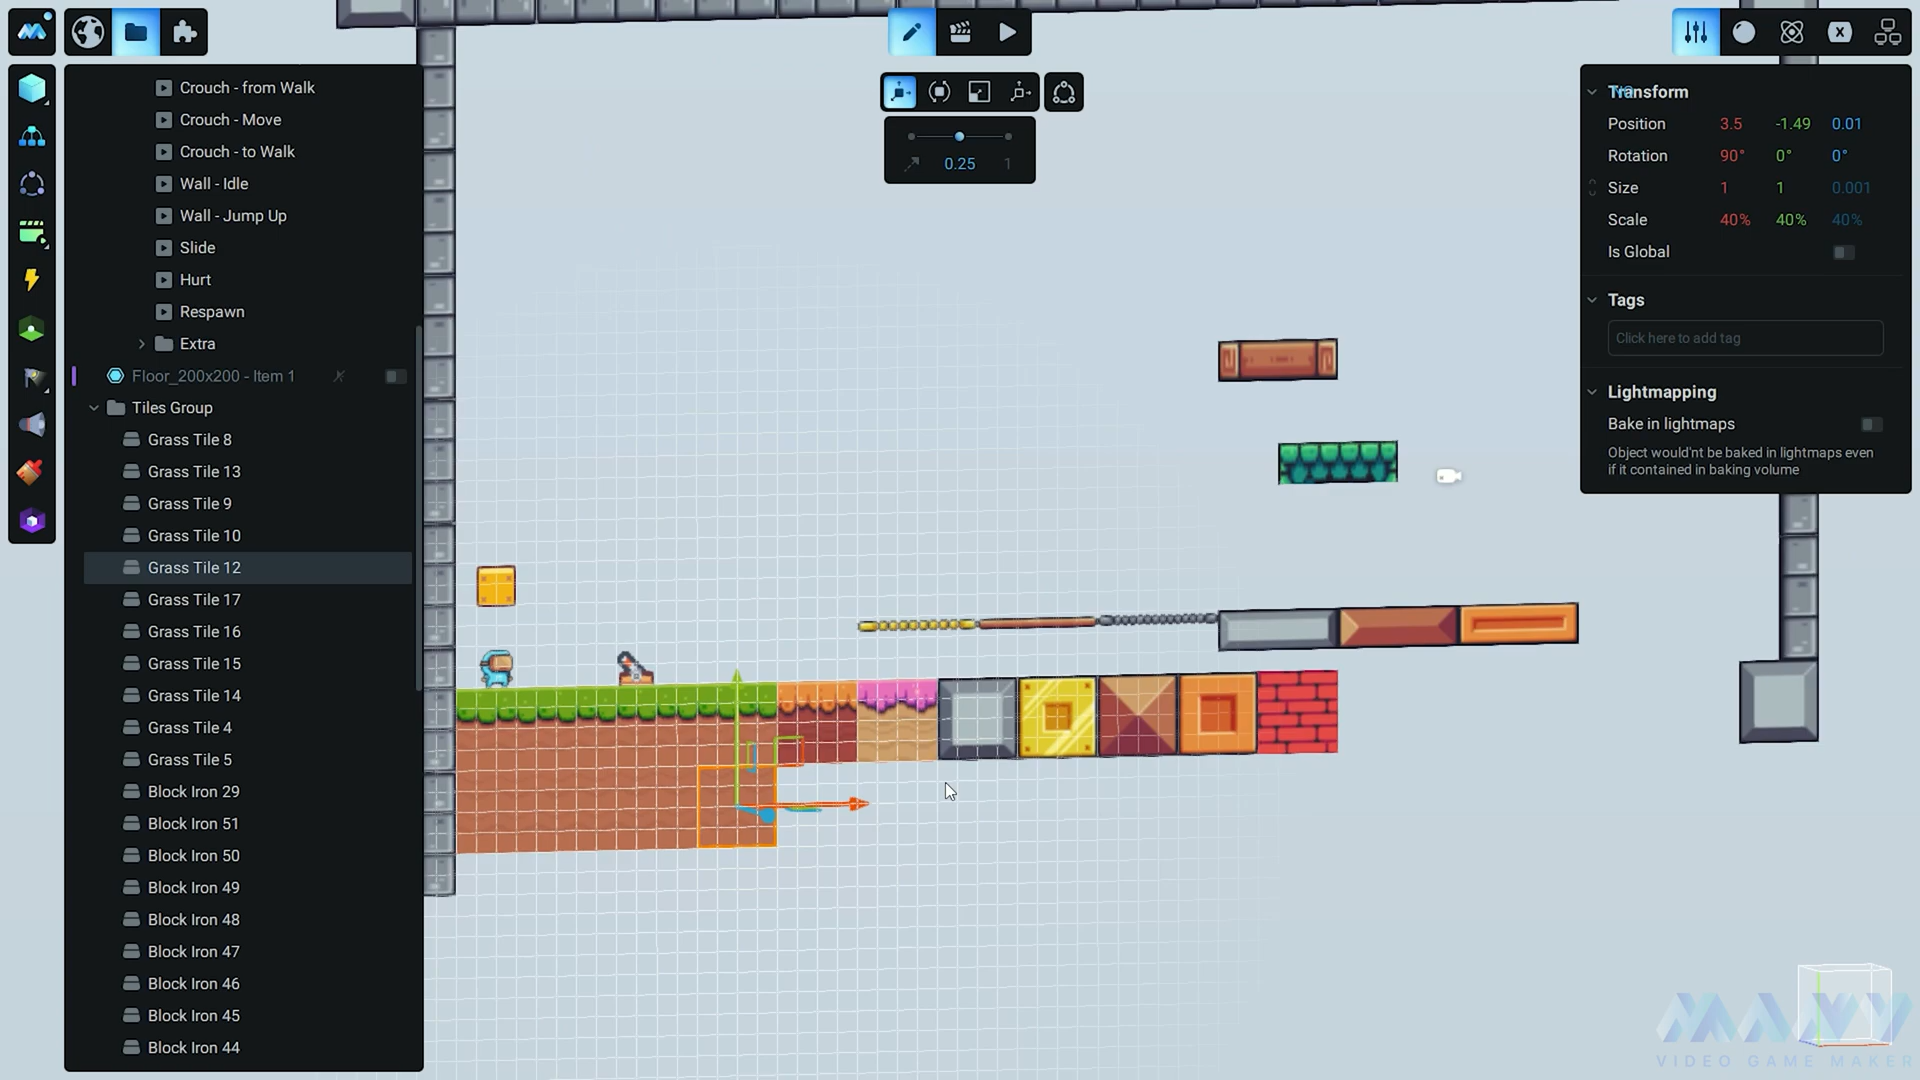 Crouch - from Walk
Crouch - Move
Crouch - to Walk
Wall - Idle
Wall - Jump Up
Slide
Hurt
Respawn
Extra
Floor_200x200 - Item 1
Tiles Group
Grass Tile 8
Grass Tile 13
Grass Tile 9
Grass Tile 10
Grass Tile 12
Grass Tile 17
Grass Tile 16
Grass Tile 15
Grass Tile 14
Grass Tile 4
Grass Tile 5
Block Iron 29
Block Iron 51
Block Iron 50
Block Iron 49
Block Iron 48
Block Iron 47
Block Iron 46
Block Iron 45
Block Iron 44
0.25 1
Transform
Position 3.5 -1.49 0.01
Rotation 90° 0° 0°
Size 1 1 0.001
Scale 40% 40% 40%
Is Global
Tags
Click here to add tag
Lightmapping
Bake in lightmaps
Object would'nt be baked in lightmaps even
if it contained in baking volume
VIDEO GAME MAKER